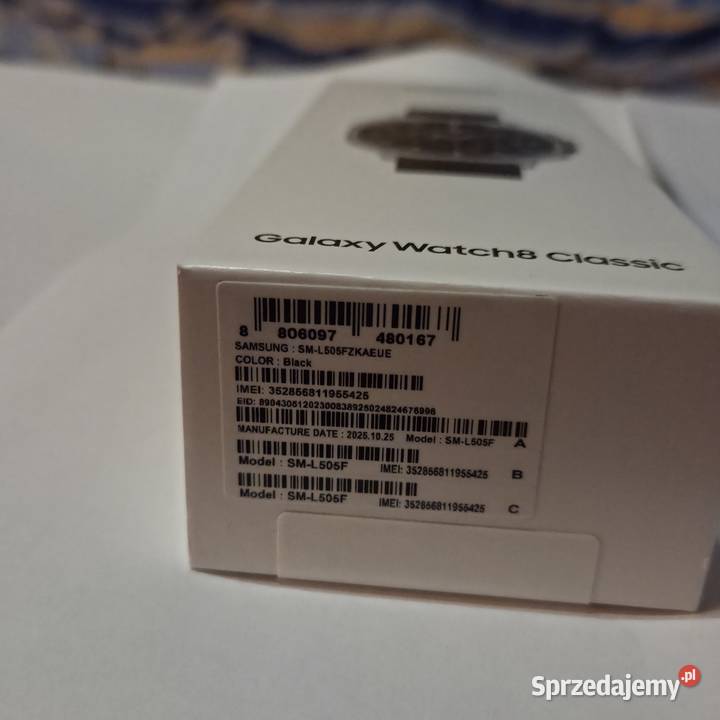 Galaxy Watch8 Classic
8 806097 480167
SAMSUNG : SM-L505FZKAEUE
COLOR : Black
IMEI: 352856811955425
EID: 89043051202300838925024824676996
MANUFACTURE DATE : 2025.10.25 Model : SM-L505F A
Model : SM-L505F IMEI: 352856811955425 B
Model : SM-L505F IMEI: 352856811955425 C
Sprzedajemy.pl